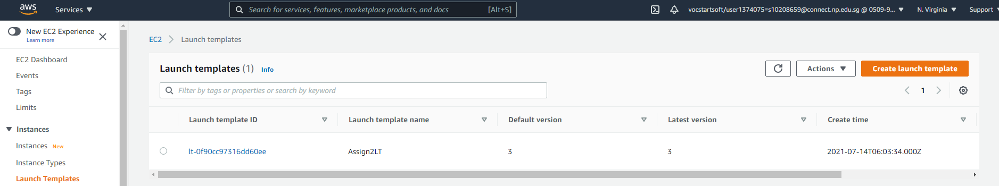 aws
Services
Search for services, features, marketplace products, and docs [Alt+S]
vocstartsoft/user1374075=s10208659@connect.np.edu.sg @ 0509-9...
N. Virginia
Support
New EC2 Experience
Learn more
EC2 Dashboard
Events
Tags
Limits
Instances
Instances New
Instance Types
Launch Templates
EC2 Launch templates
Launch templates (1) Info
Actions
Create launch template
Filter by tags or properties or search by keyword
1
Launch template ID Launch template name Default version Latest version Create time
lt-0f90cc97316dd60ee Assign2LT 3 3 2021-07-14T06:03:34.000Z